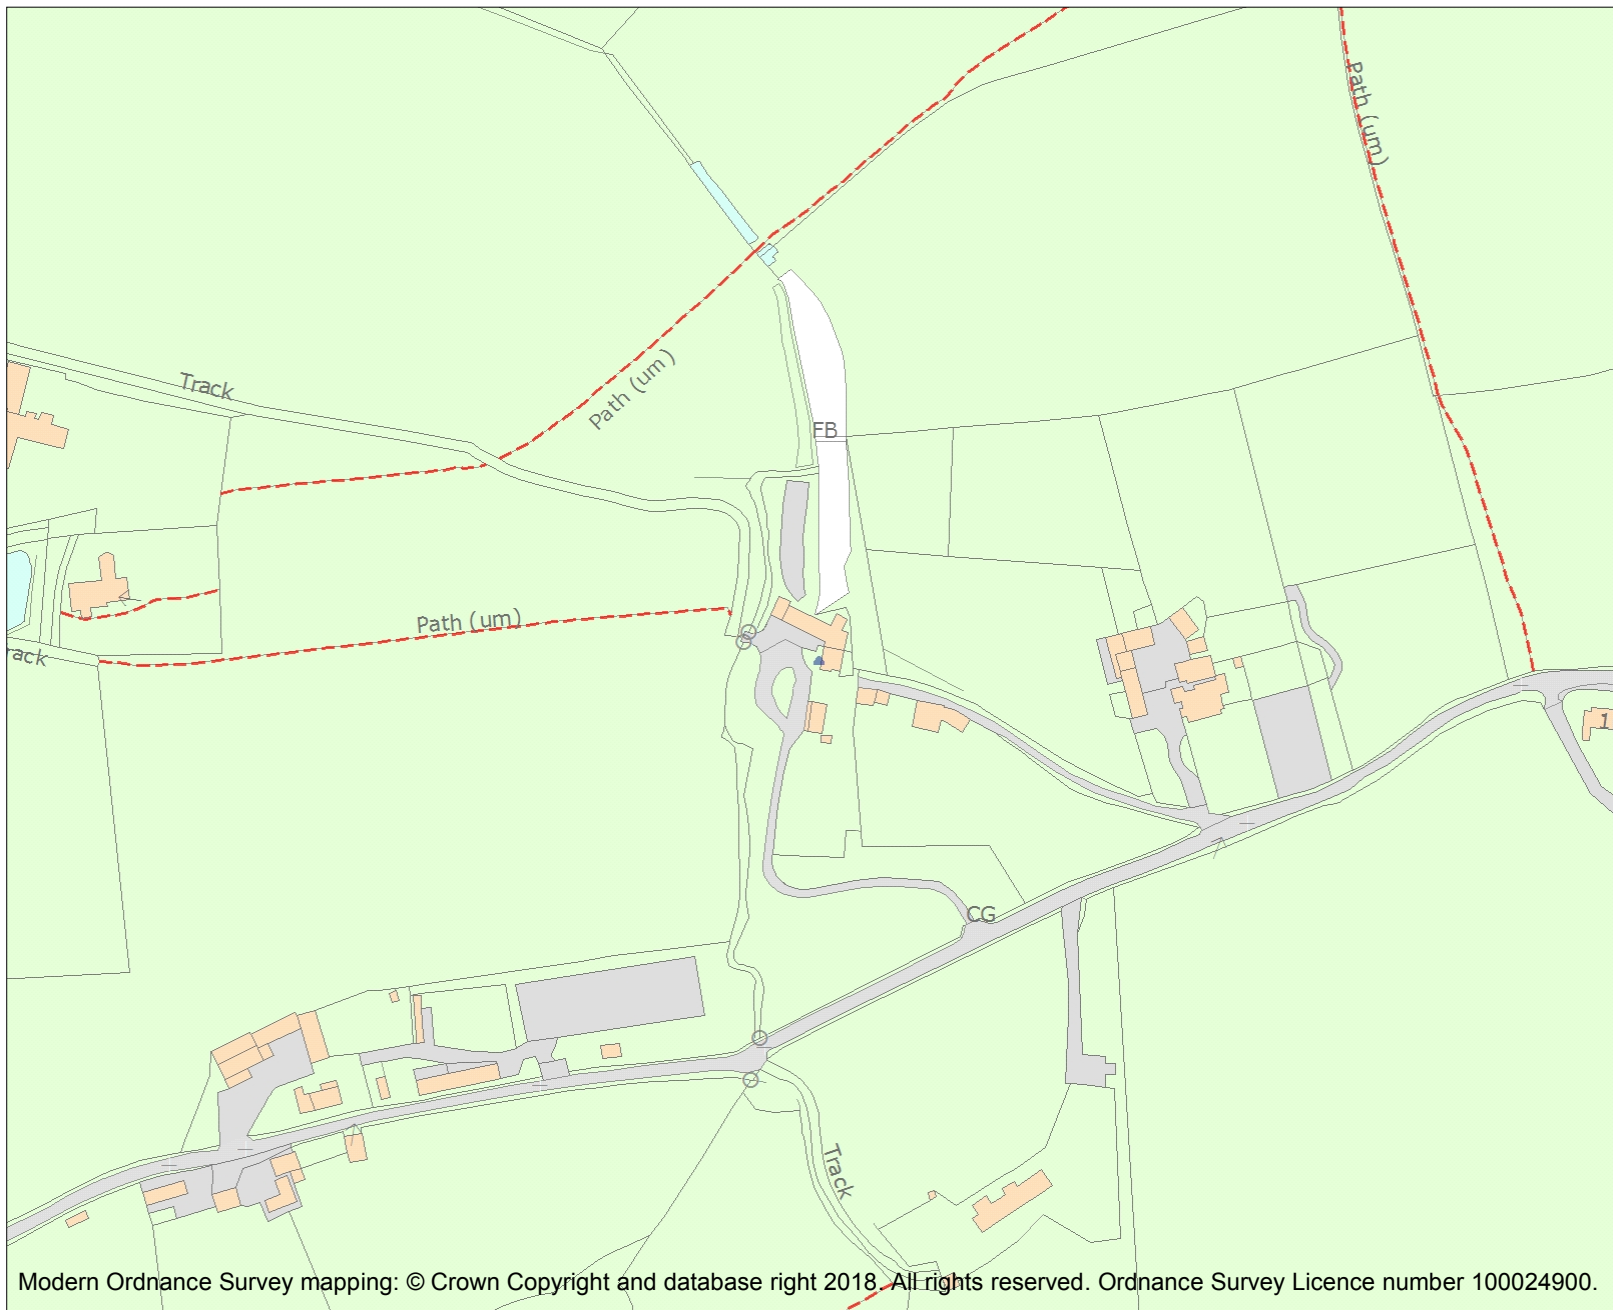 Path (um)
Track
Path (um)
FB
Path (um)
rack
1
CG
Track
Modern Ordnance Survey mapping: © Crown Copyright and database right 2018. All rights reserved. Ordnance Survey Licence number 100024900.